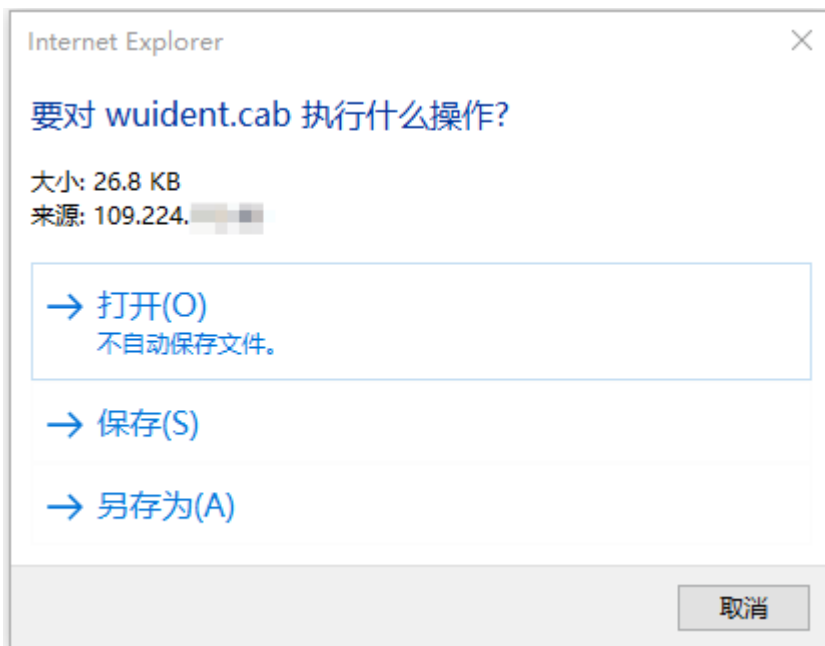 Internet Explorer
要对 wuident.cab 执行什么操作?
大小: 26.8 KB
来源: 109.224.
→ 打开(O)
不自动保存文件。
→ 保存(S)
→ 另存为(A)
取消